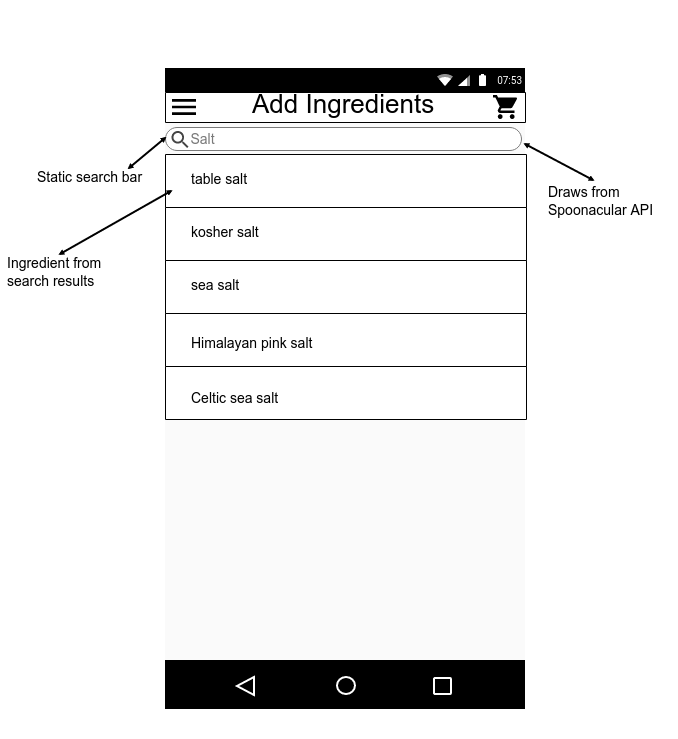 07:53
Add Ingredients
Salt
Static search bar
table salt
Draws from
Spoonacular API
kosher salt
Ingredient from
search results
sea salt
Himalayan pink salt
Celtic sea salt